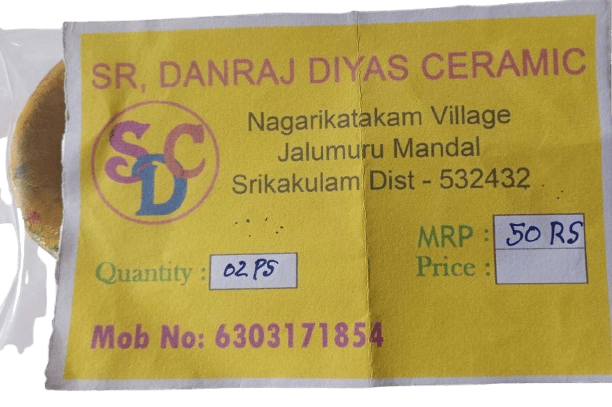 SR, DANRAJ DIYAS CERAMIC
SDC
Nagarikatakam Village
Jalumuru Mandal
Srikakulam Dist - 532432
Quantity : 02 PS
MRP : 50 RS
Price :
Mob No: 6303171854